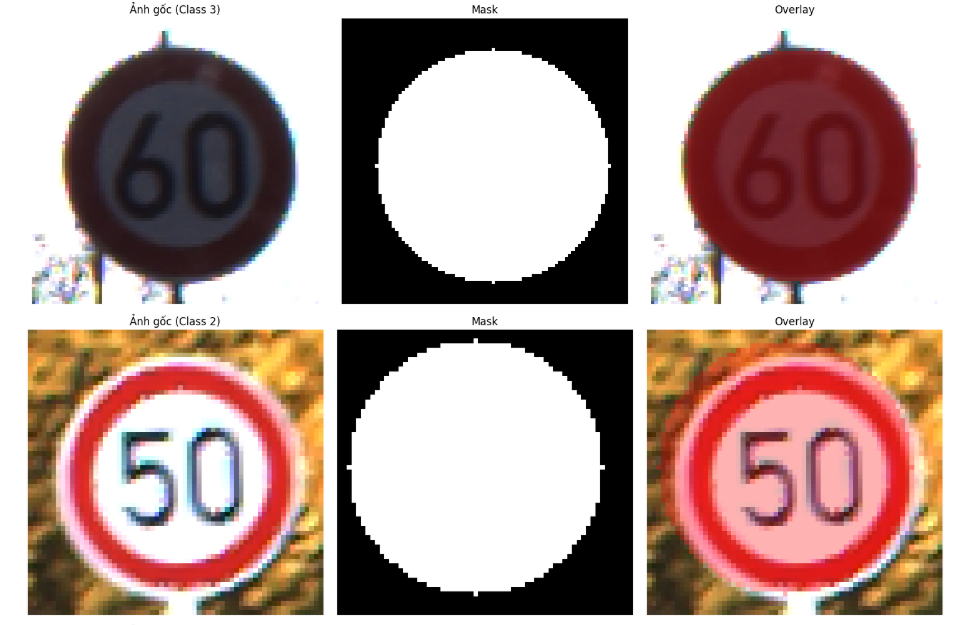 Ảnh gốc (Class 3) Mask Overlay
60 60
Ảnh gốc (Class 2) Mask Overlay
50 50